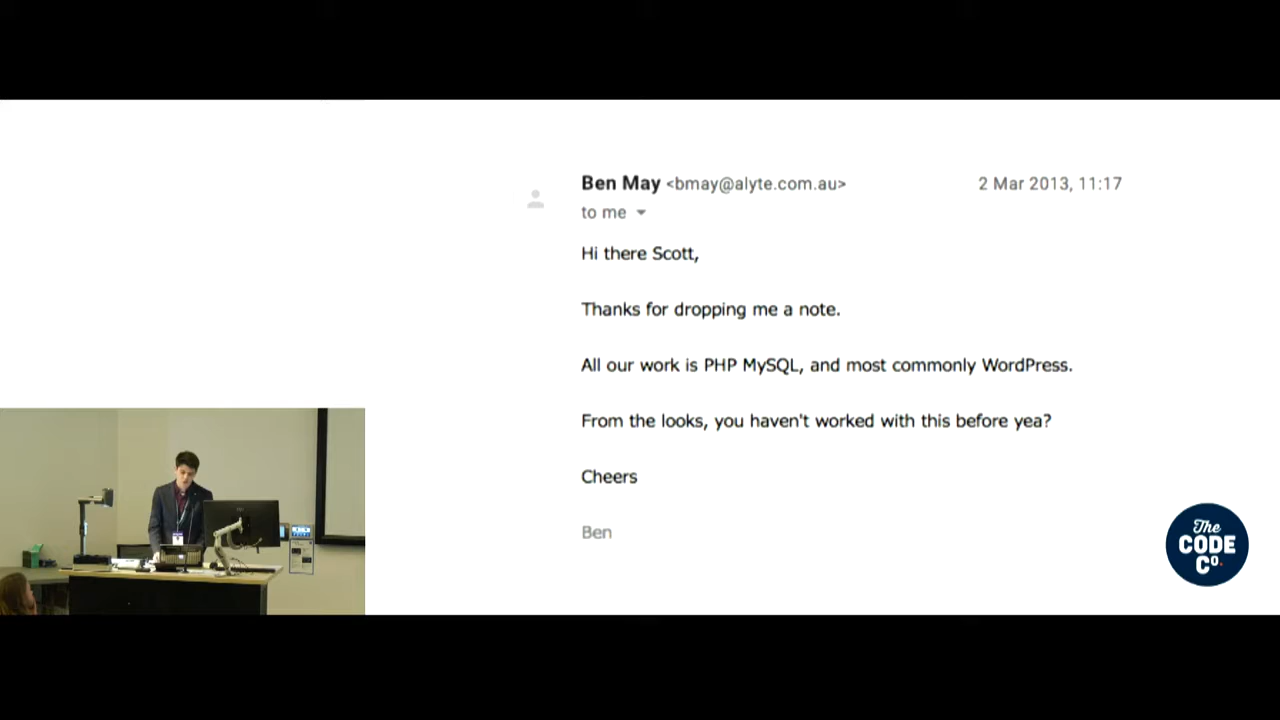 Ben May <bmay@alyte.com.au> 2 Mar 2013, 11:17
to me
Hi there Scott,
Thanks for dropping me a note.
All our work is PHP MySQL, and most commonly WordPress.
From the looks, you haven't worked with this before yea?
Cheers
Ben
The
CODE
Co.